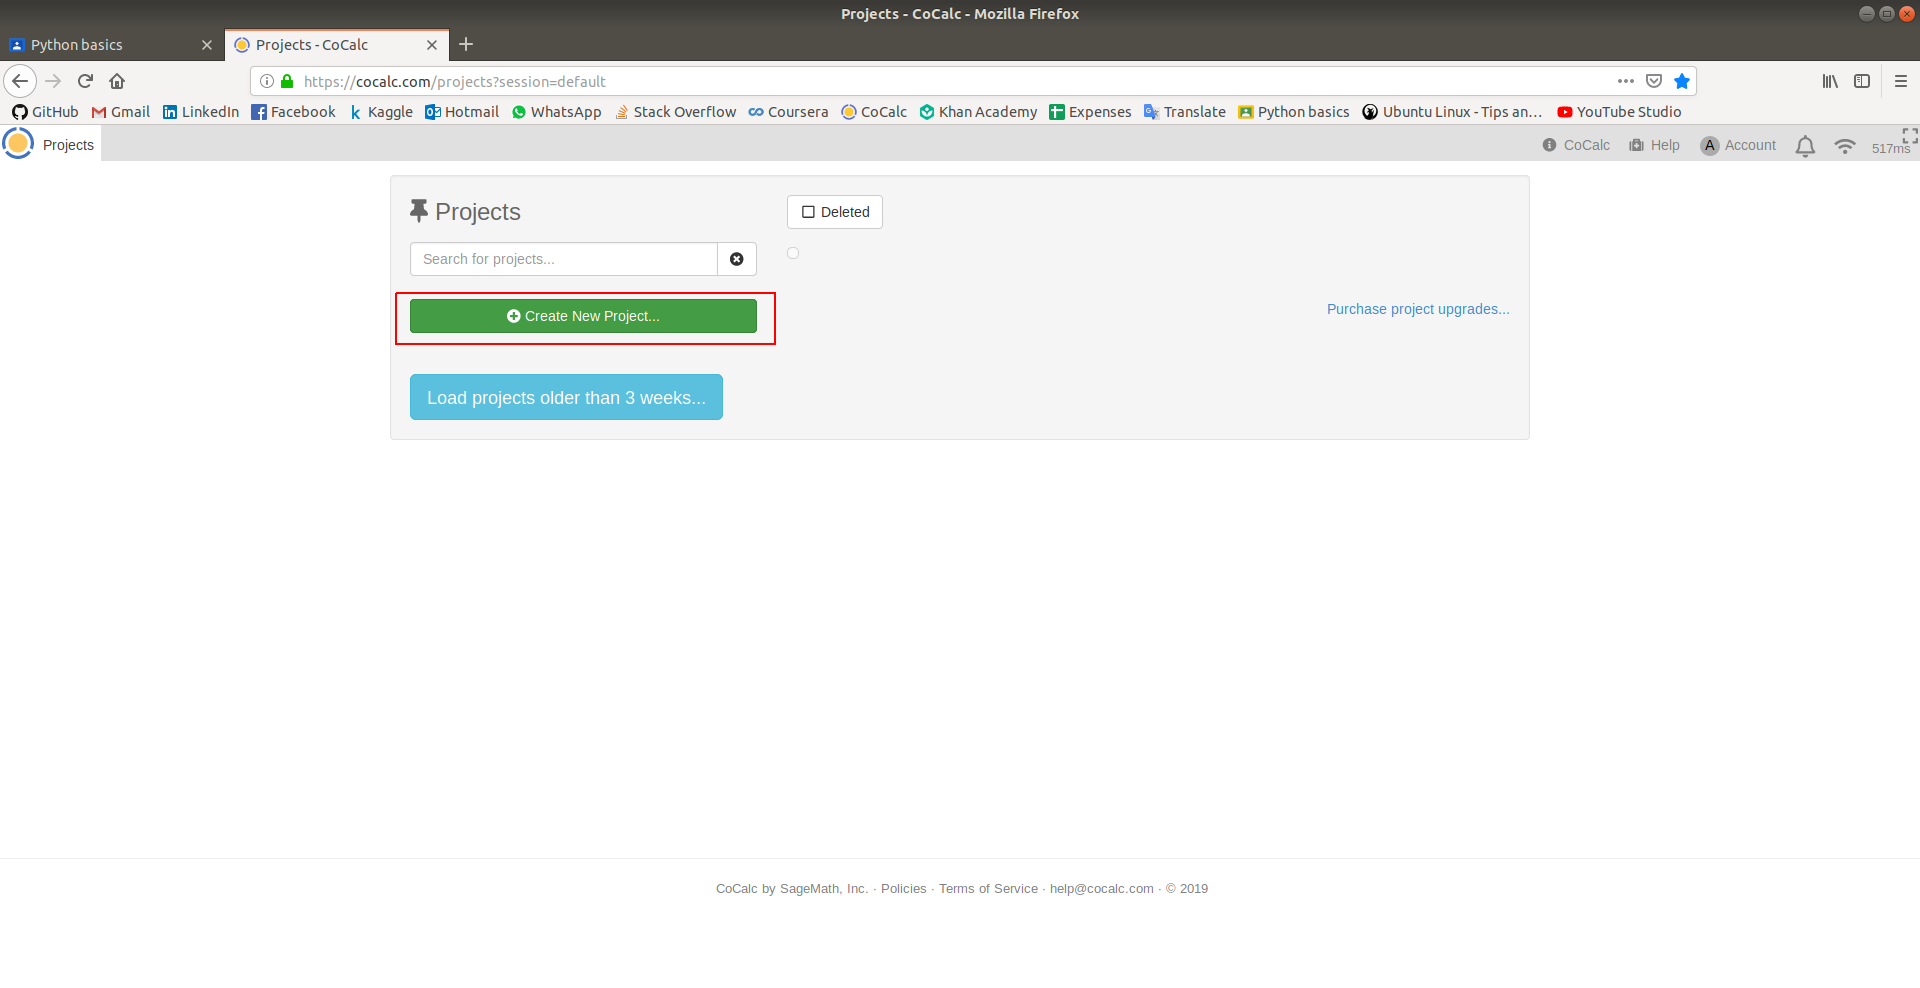 Projects - CoCalc - Mozilla Firefox
Python basics
Projects - CoCalc
https://cocalc.com/projects?session=default
GitHub Gmail LinkedIn Facebook Kaggle Hotmail WhatsApp Stack Overflow Coursera CoCalc Khan Academy Expenses Translate Python basics Ubuntu Linux - Tips an... YouTube Studio
Projects
CoCalc Help A Account 517ms
Projects
Deleted
Search for projects...
Create New Project...
Purchase project upgrades...
Load projects older than 3 weeks...
CoCalc by SageMath, Inc. · Policies · Terms of Service · help@cocalc.com · © 2019